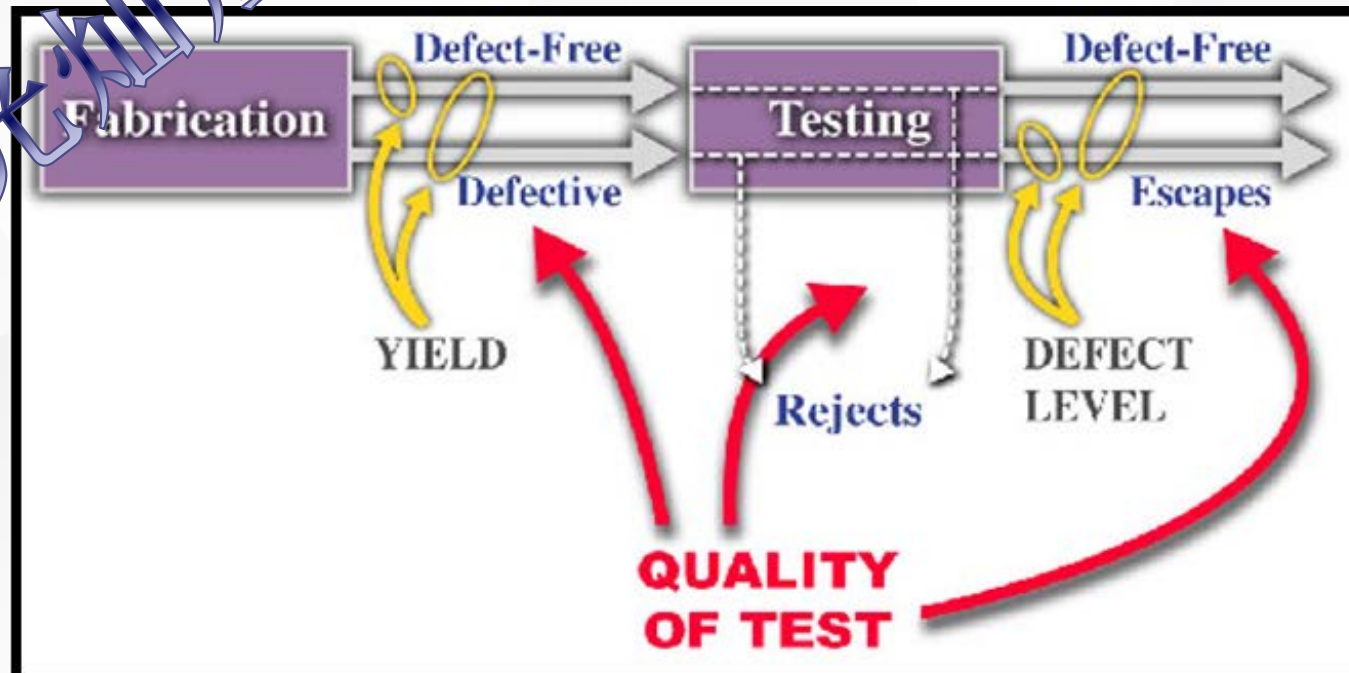 Defect-Free
Defect-Free
Fabrication
Testing
Defective
Escapes
YIELD
DEFECT
LEVEL
Rejects
QUALITY
OF TEST